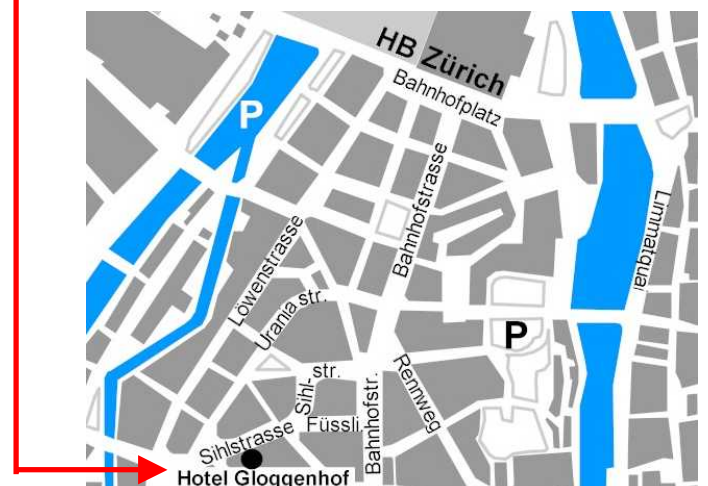 HB Zürich
Bahnhofplatz
P
Bahnhofstrasse
Limmatquai
Löwenstrasse
Urania str.
P
Sihl-
str.
Rennweg
Bahnhofstr.
Füssli.
Sihlstrasse
Hotel Gloggenhof